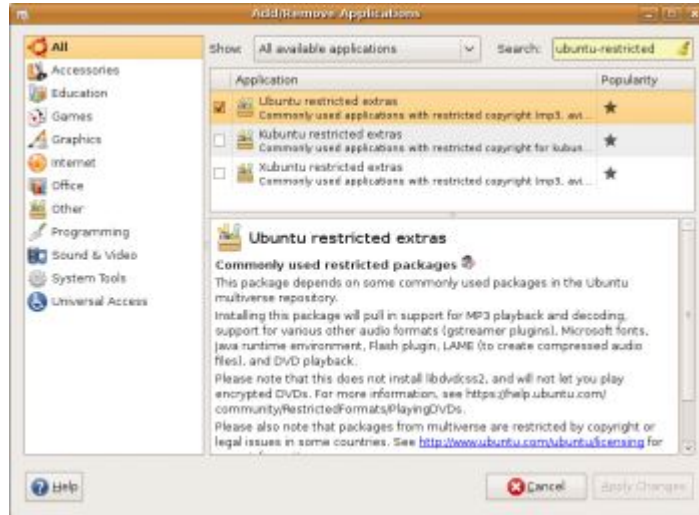 Add/Remove Applications
All
Accessories
Education
Games
Graphics
Internet
Office
Other
Programming
Sound & Video
System Tools
Universal Access
Show: All available applications Search: ubuntu-restricted
Application Popularity
Ubuntu restricted extras
Commonly used applications with restricted copyright (mp3, avi...
Kubuntu restricted extras
Commonly used applications with restricted copyright for kubun...
Xubuntu restricted extras
Commonly used applications with restricted copyright (mp3, avi...
Ubuntu restricted extras
Commonly used restricted packages
This package depends on some commonly used packages in the Ubuntu
multiverse repository.
Installing this package will pull in support for MP3 playback and decoding,
support for various other audio formats (gstreamer plugins), Microsoft fonts,
Java runtime environment, Flash plugin, LAME (to create compressed audio
files), and DVD playback.
Please note that this does not install libdvdcss2, and will not let you play
encrypted DVDs. For more information, see https://help.ubuntu.com/
community/RestrictedFormats/PlayingDVDs.
Please also note that packages from multiverse are restricted by copyright or
legal issues in some countries. See http://www.ubuntu.com/ubuntu/licensing for
Help
Cancel
Apply Changes